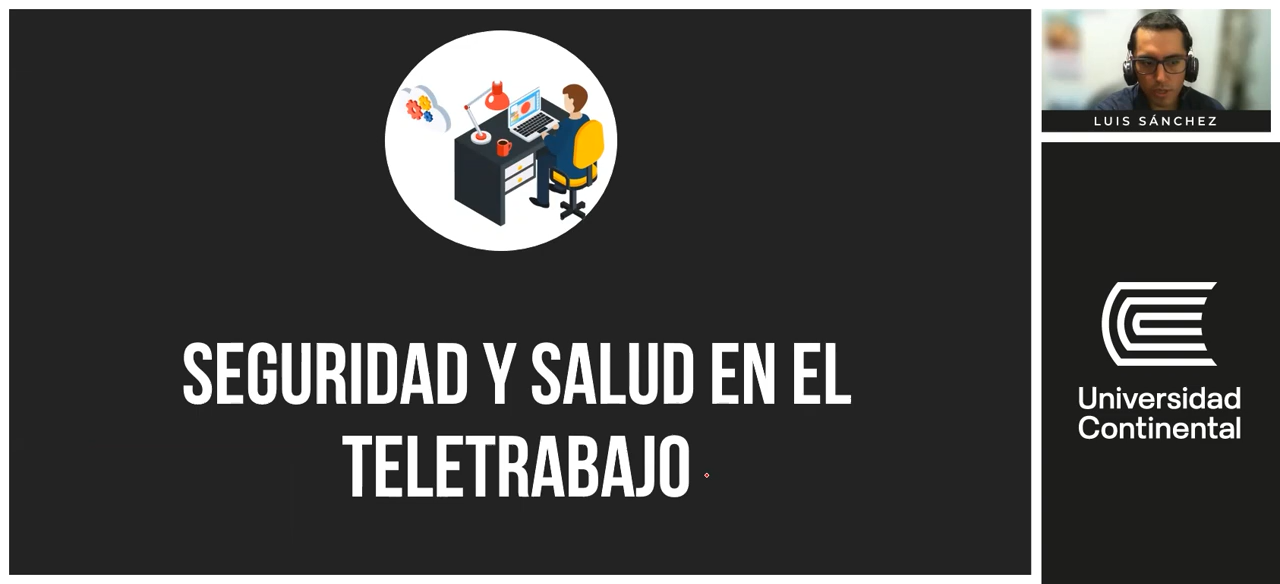 SEGURIDAD Y SALUD EN EL
TELETRABAJO
LUIS SÁNCHEZ
Universidad
Continental